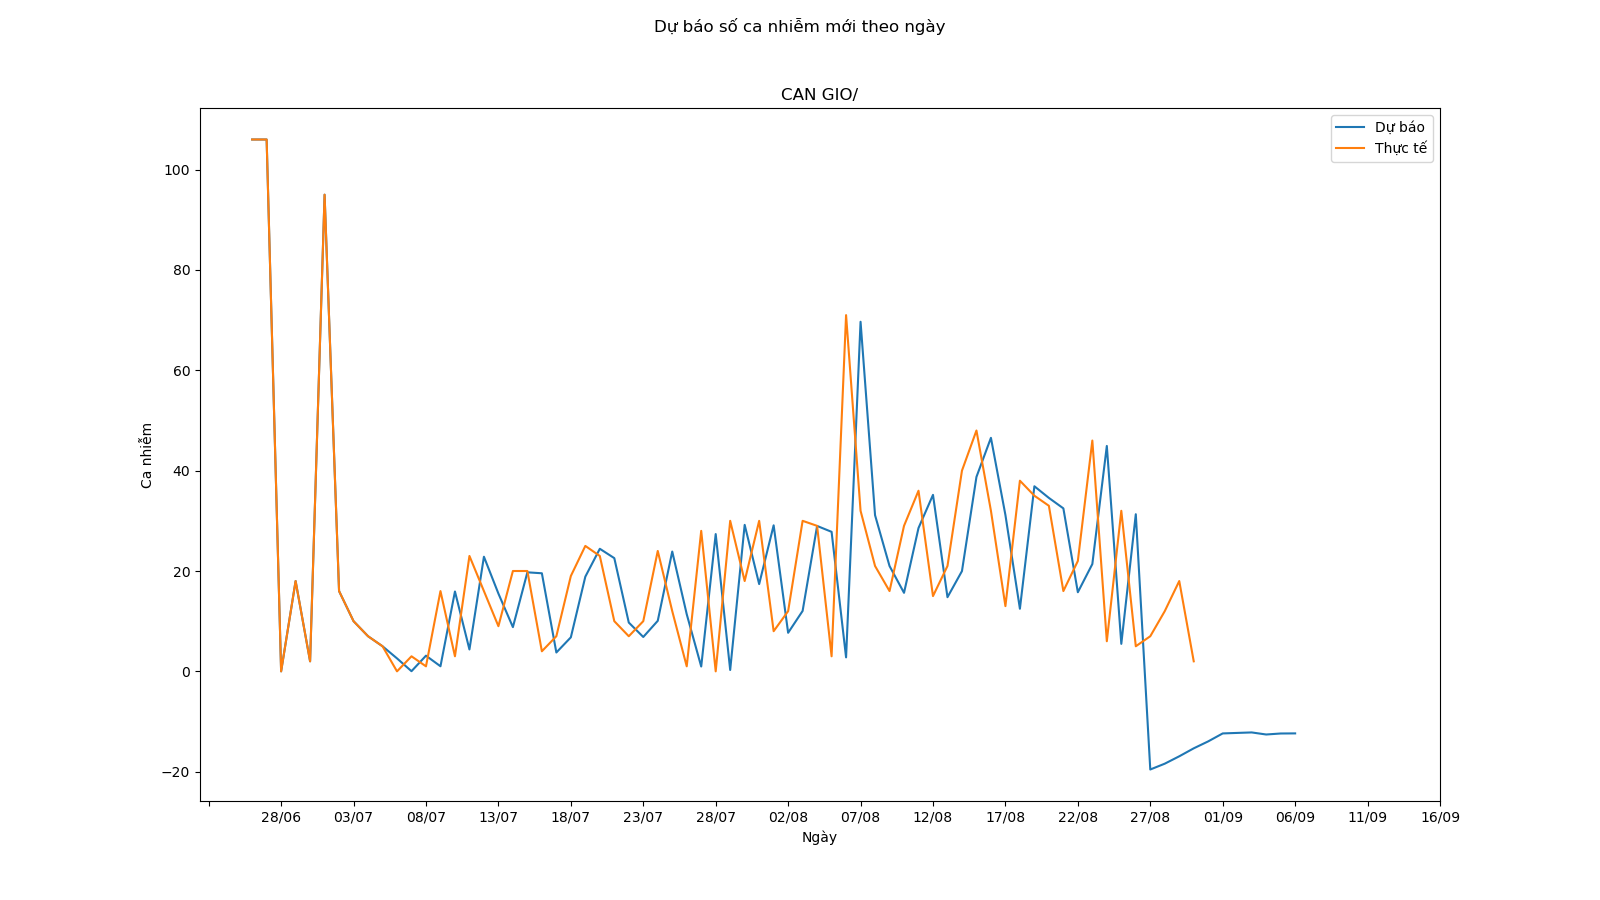 Dự báo số ca nhiễm mới theo ngày
CAN GIO/
Dự báo
Thực tế
Ca nhiễm
100
80
60
40
20
0
−20
28/06 03/07 08/07 13/07 18/07 23/07 28/07 02/08 07/08 12/08 17/08 22/08 27/08 01/09 06/09 11/09 16/09
Ngày